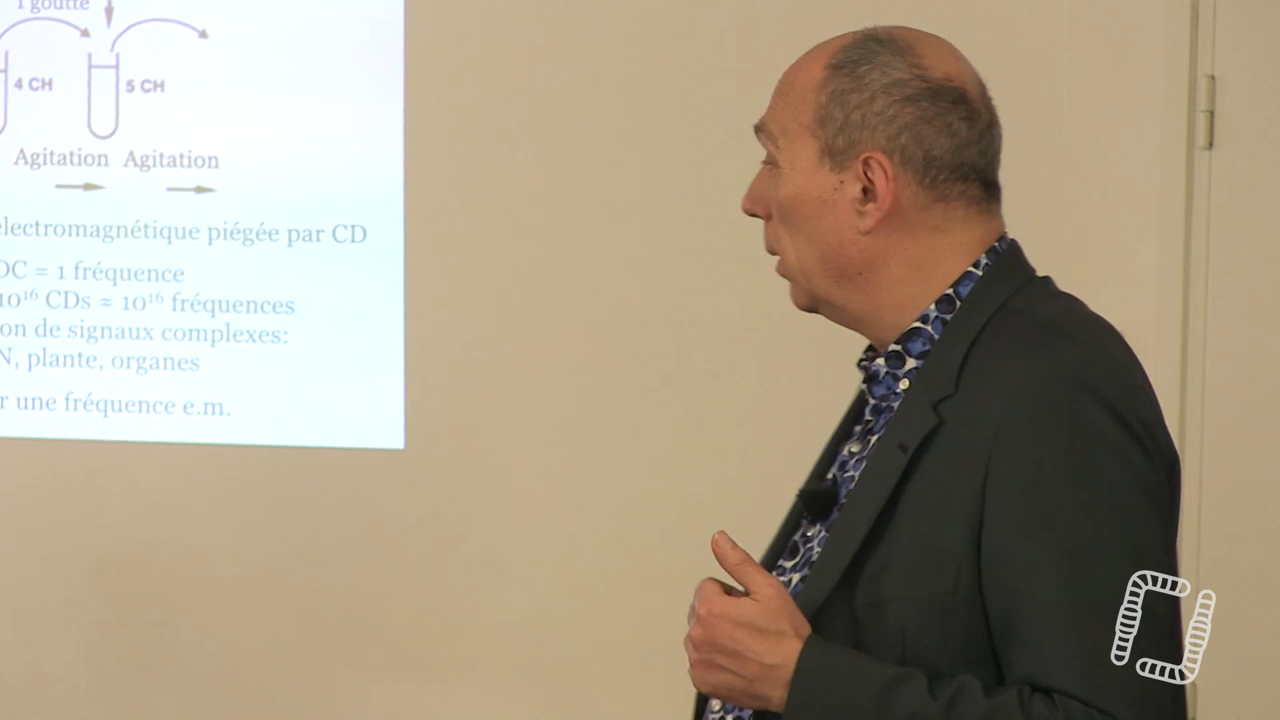 1 goutte
4 CH
5 CH
Agitation Agitation
électromagnétique piégée par CD
DC = 1 fréquence
10¹⁶ CDs ≈ 10¹⁶ fréquences
on de signaux complexes:
N, plante, organes
r une fréquence e.m.